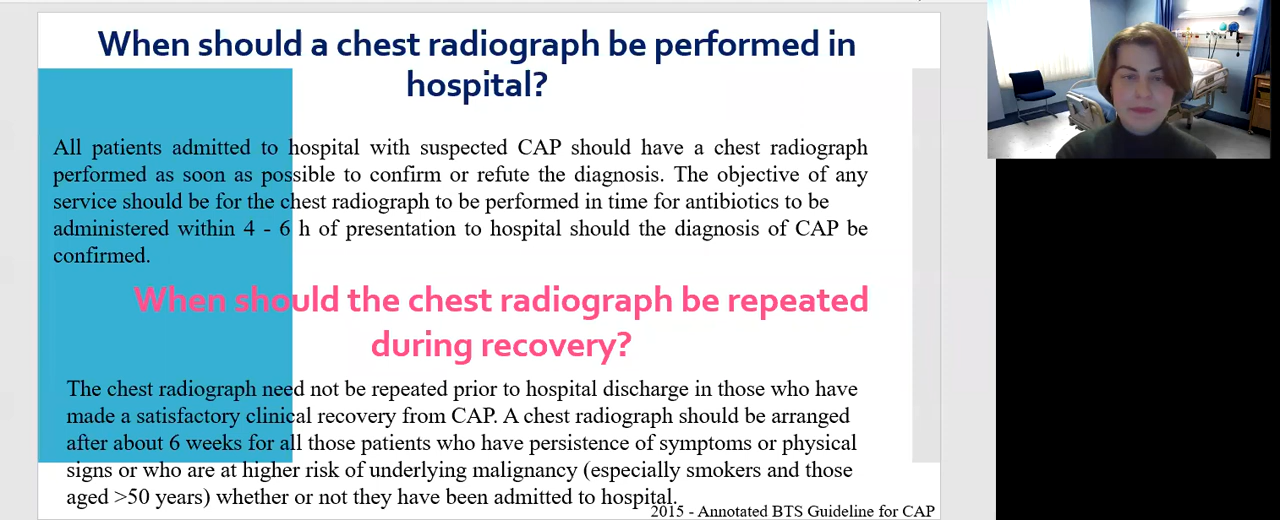 When should a chest radiograph be performed in
hospital?
All patients admitted to hospital with suspected CAP should have a chest radiograph
performed as soon as possible to confirm or refute the diagnosis. The objective of any
service should be for the chest radiograph to be performed in time for antibiotics to be
administered within 4 - 6 h of presentation to hospital should the diagnosis of CAP be
confirmed.
When should the chest radiograph be repeated
during recovery?
The chest radiograph need not be repeated prior to hospital discharge in those who have
made a satisfactory clinical recovery from CAP. A chest radiograph should be arranged
after about 6 weeks for all those patients who have persistence of symptoms or physical
signs or who are at higher risk of underlying malignancy (especially smokers and those
aged >50 years) whether or not they have been admitted to hospital.
2015 - Annotated BTS Guideline for CAP